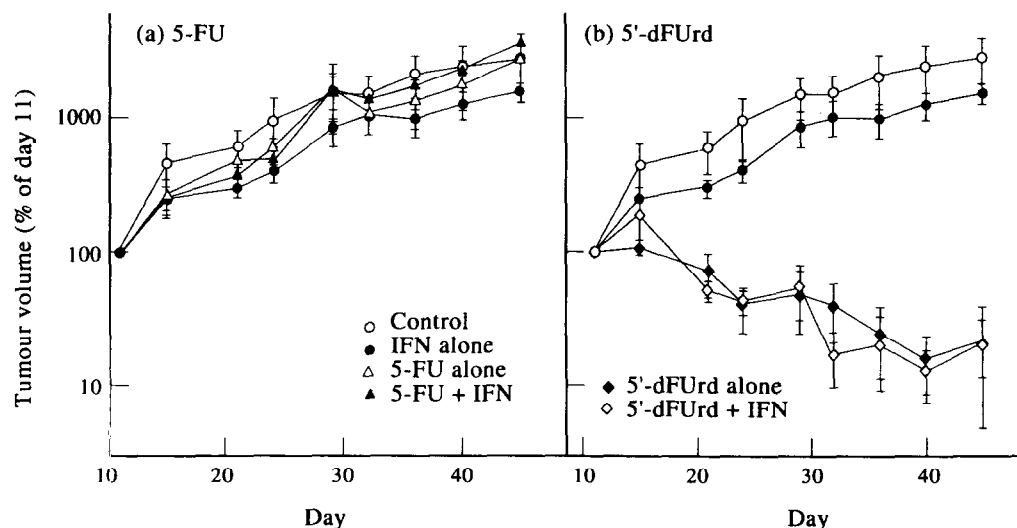 (a) 5-FU
(b) 5'-dFUrd
Tumour volume (% of day 11)
1000
100
10
○ Control
● IFN alone
△ 5-FU alone
▲ 5-FU + IFN
◆ 5'-dFUrd alone
◇ 5'-dFUrd + IFN
10 20 30 40
10 20 30 40
Day
Day